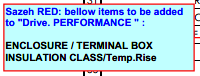 Sazeh RED: bellow items to be added
to "Drive. PERFORMANCE " :
ENCLOSURE / TERMINAL BOX
INSULATION CLASS/Temp.Rise